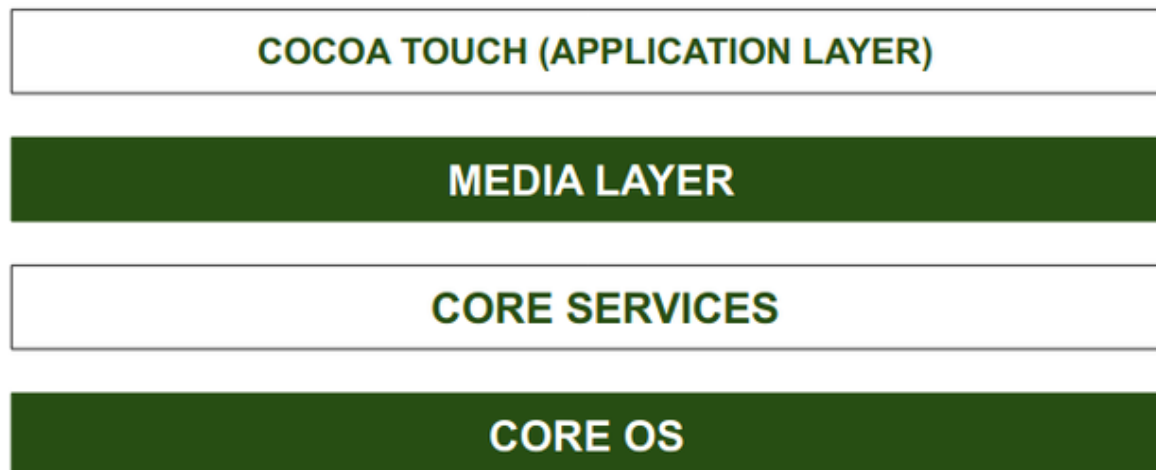 COCOA TOUCH (APPLICATION LAYER)
MEDIA LAYER
CORE SERVICES
CORE OS